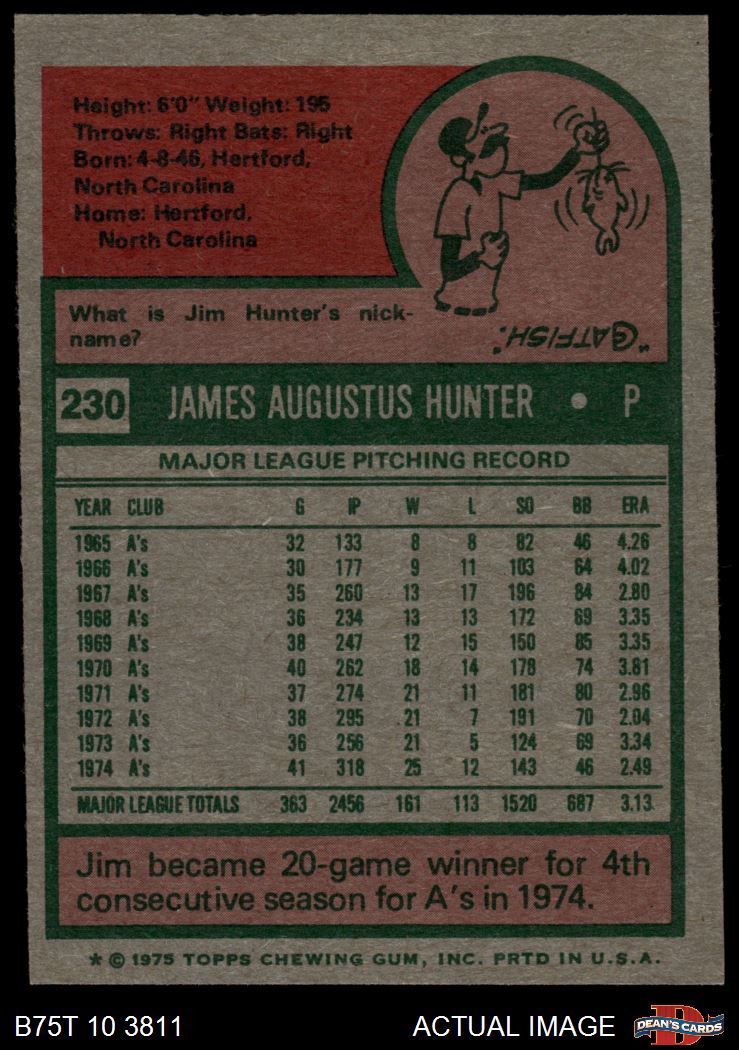 Height: 6'0" Weight: 195
Throws: Right Bats: Right
Born: 4-8-46, Hertford,
North Carolina
Home: Hertford,
North Carolina
What is Jim Hunter's nick-
name?
"CATFISH."
230 JAMES AUGUSTUS HUNTER • P
MAJOR LEAGUE PITCHING RECORD
YEAR CLUB G IP W L SO BB ERA
1965 A's 32 133 8 8 82 46 4.26
1966 A's 30 177 9 11 103 64 4.02
1967 A's 35 260 13 17 196 84 2.80
1968 A's 36 234 13 13 172 69 3.35
1969 A's 38 247 12 15 150 85 3.35
1970 A's 40 262 18 14 178 74 3.81
1971 A's 37 274 21 11 181 80 2.96
1972 A's 38 295 21 7 191 70 2.04
1973 A's 36 256 21 5 124 69 3.34
1974 A's 41 318 25 12 143 46 2.49
MAJOR LEAGUE TOTALS 363 2456 161 113 1520 687 3.13
Jim became 20-game winner for 4th
consecutive season for A's in 1974.
* © 1975 TOPPS CHEWING GUM, INC. PRTD IN U.S.A.
B75T 10 3811 ACTUAL IMAGE D DEAN'S CARDS